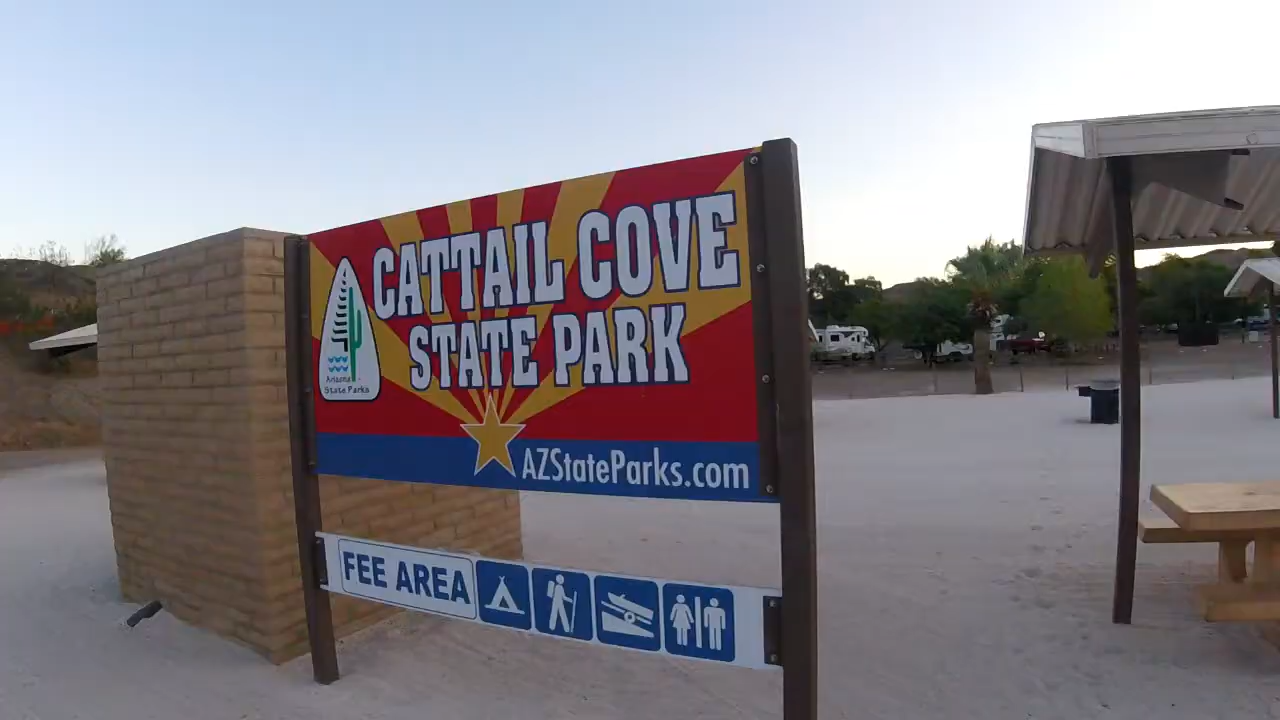 CATTAIL COVE
STATE PARK
Arizona
State Parks
AZStateParks.com
FEE AREA